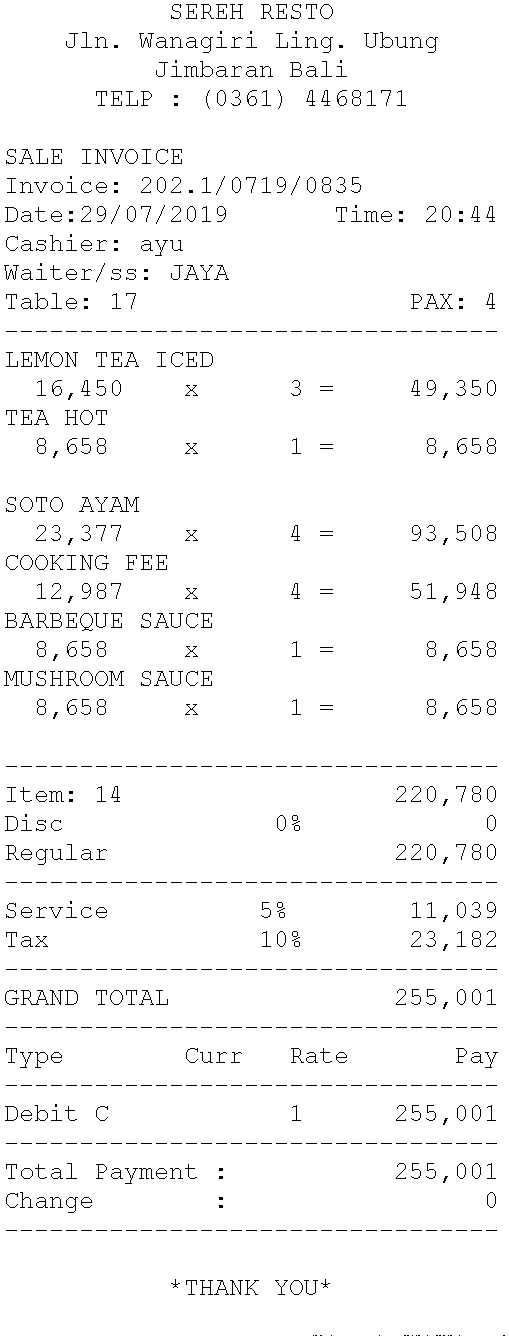 SEREH RESTO
Jln. Wanagiri Ling. Ubung
Jimbaran Bali
TELP : (0361) 4468171
SALE INVOICE
Invoice: 202.1/0719/0835
Date:29/07/2019 Time: 20:44
Cashier: ayu
Waiter/ss: JAYA
Table: 17 PAX: 4
---------------------------------
LEMON TEA ICED
16,450 x 3 = 49,350
TEA HOT
8,658 x 1 = 8,658
SOTO AYAM
23,377 x 4 = 93,508
COOKING FEE
12,987 x 4 = 51,948
BARBEQUE SAUCE
8,658 x 1 = 8,658
MUSHROOM SAUCE
8,658 x 1 = 8,658
---------------------------------
Item: 14 220,780
Disc 0% 0
Regular 220,780
---------------------------------
Service 5% 11,039
Tax 10% 23,182
---------------------------------
GRAND TOTAL 255,001
---------------------------------
Type Curr Rate Pay
---------------------------------
Debit C 1 255,001
---------------------------------
Total Payment : 255,001
Change : 0
---------------------------------
*THANK YOU*